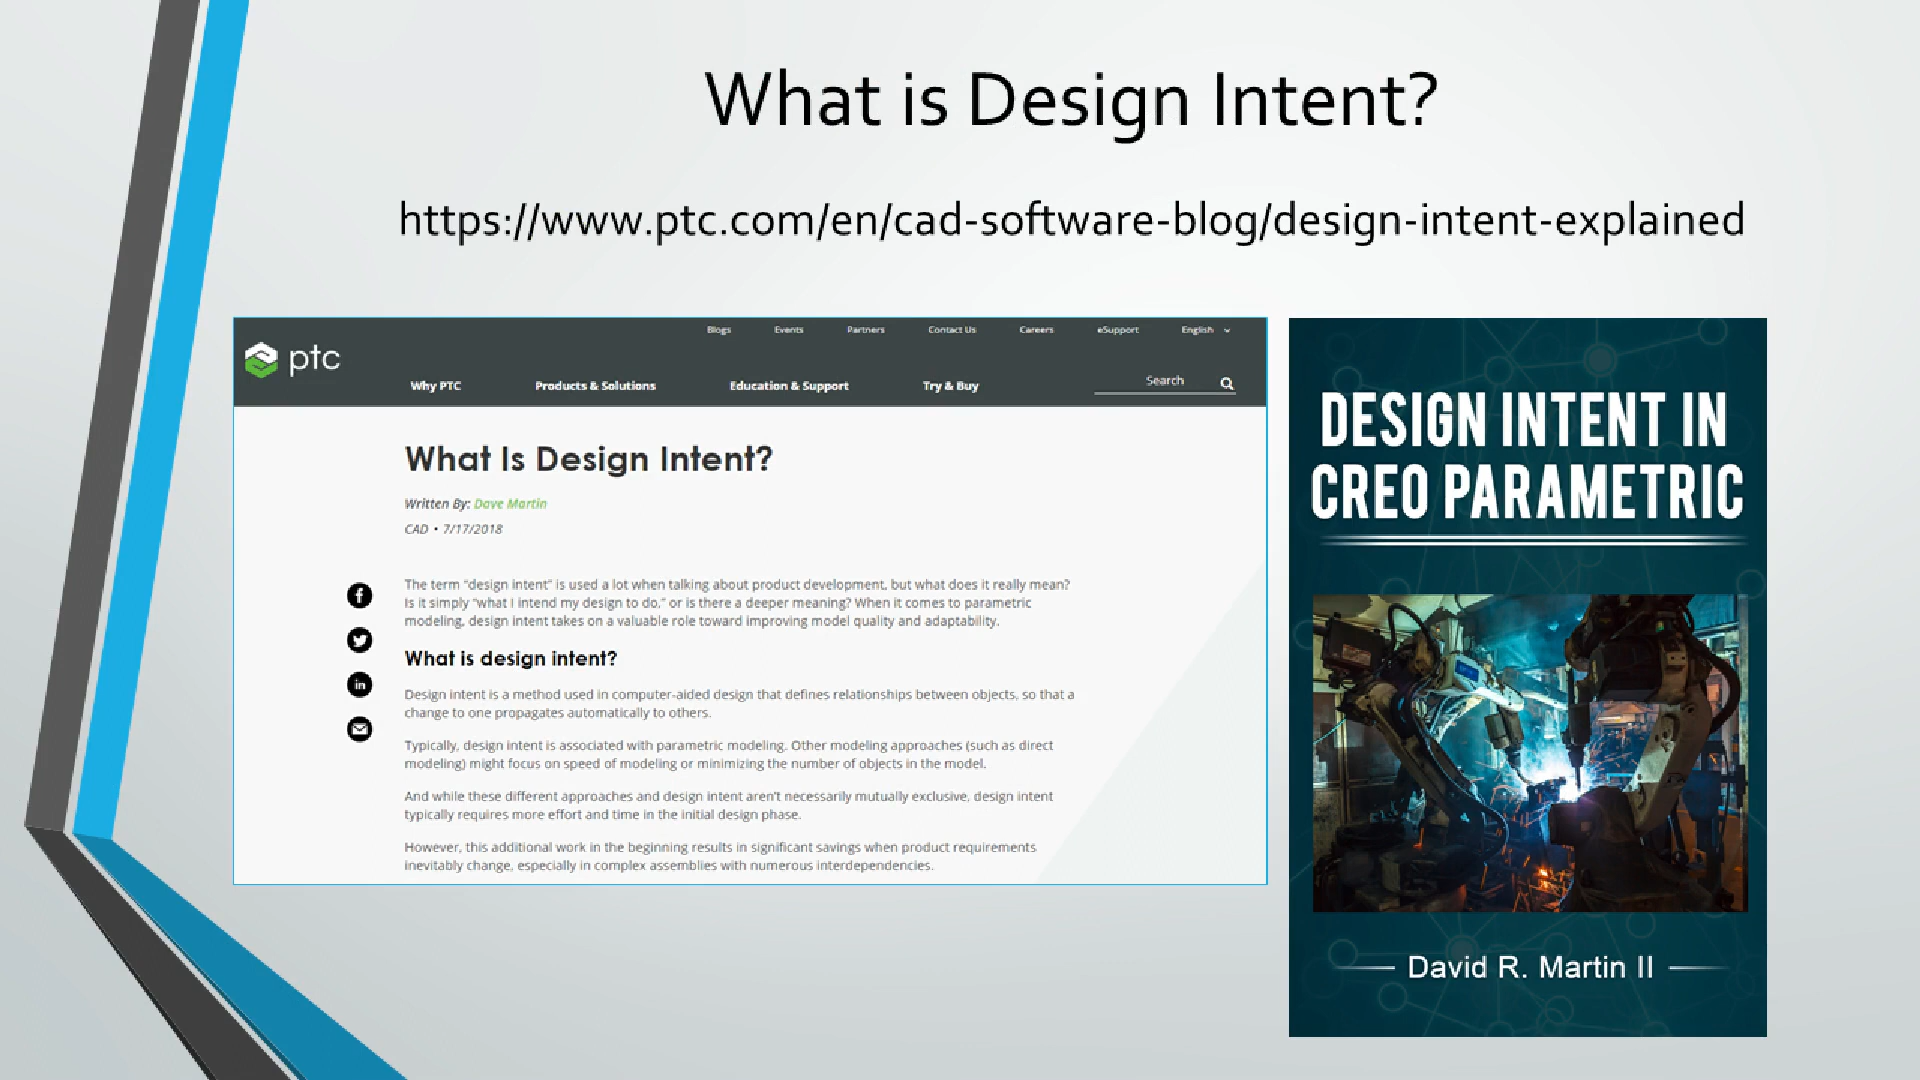 What is Design Intent?
https://www.ptc.com/en/cad-software-blog/design-intent-explained
Blogs Events Partners Contact Us Careers eSupport English
ptc
Why PTC Products & Solutions Education & Support Try & Buy Search
What Is Design Intent?
Written By: Dave Martin
CAD • 7/17/2018
The term "design intent" is used a lot when talking about product development, but what does it really mean?
Is it simply "what I intend my design to do," or is there a deeper meaning? When it comes to parametric
modeling, design intent takes on a valuable role toward improving model quality and adaptability.
What is design intent?
Design intent is a method used in computer-aided design that defines relationships between objects, so that a
change to one propagates automatically to others.
Typically, design intent is associated with parametric modeling. Other modeling approaches (such as direct
modeling) might focus on speed of modeling or minimizing the number of objects in the model.
And while these different approaches and design intent aren't necessarily mutually exclusive, design intent
typically requires more effort and time in the initial design phase.
However, this additional work in the beginning results in significant savings when product requirements
inevitably change, especially in complex assemblies with numerous interdependencies.
DESIGN INTENT IN
CREO PARAMETRIC
David R. Martin II